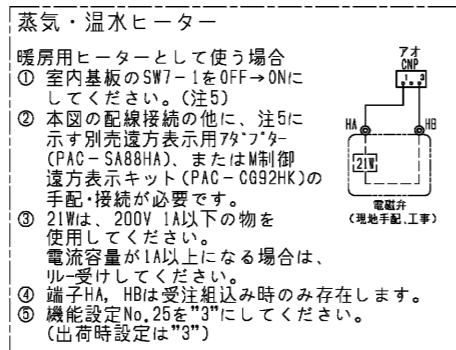 蒸気・温水ヒーター
暖房用ヒーターとして使う場合
① 室内基板のSW7-1をOFF→ONに
してください。(注5)
② 本図の配線接続の他に、注5に
示す別売遠方表示用ｱﾀﾞﾌﾟﾀｰ
(PAC-SA88HA)、またはM制御
遠方表示キット(PAC-CG92HK)の
手配・接続が必要です。
③ 21Wは、200V 1A以下の物を
使用してください。
電流容量が1A以上になる場合は、
ﾘﾚｰ受けしてください。
④ 端子HA, HBは受注組込み時のみ存在します。
⑤ 機能設定No.25を"3"にしてください。
(出荷時設定は"3")
アオ
CNP
1 3
HA HB
21W
電磁弁
(現地手配.工事)